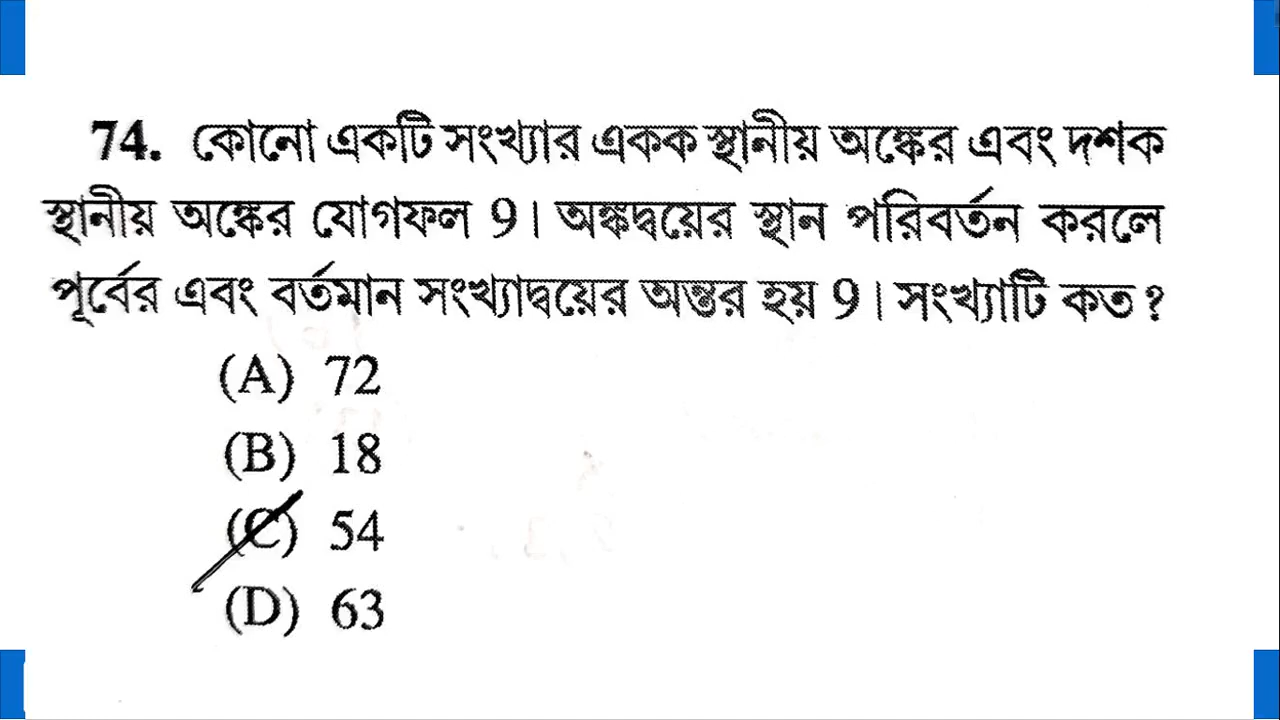 74. কোনো একটি সংখ্যার একক স্থানীয় অঙ্কের এবং দশক
স্থানীয় অঙ্কের যোগফল 9। অঙ্কদ্বয়ের স্থান পরিবর্তন করলে
পূর্বের এবং বর্তমান সংখ্যাদ্বয়ের অন্তর হয় 9। সংখ্যাটি কত ?
(A) 72
(B) 18
(C) 54
(D) 63